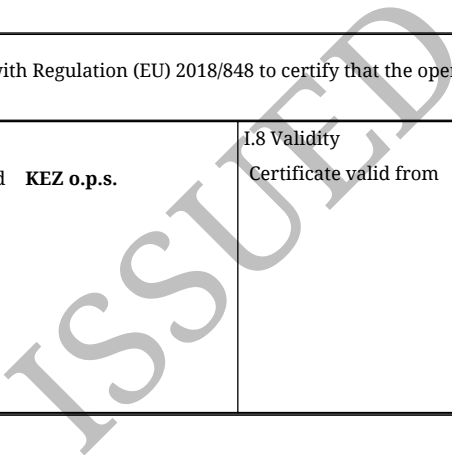 with Regulation (EU) 2018/848 to certify that the oper
I.8 Validity
KEZ o.p.s.
Certificate valid from
ISSUED